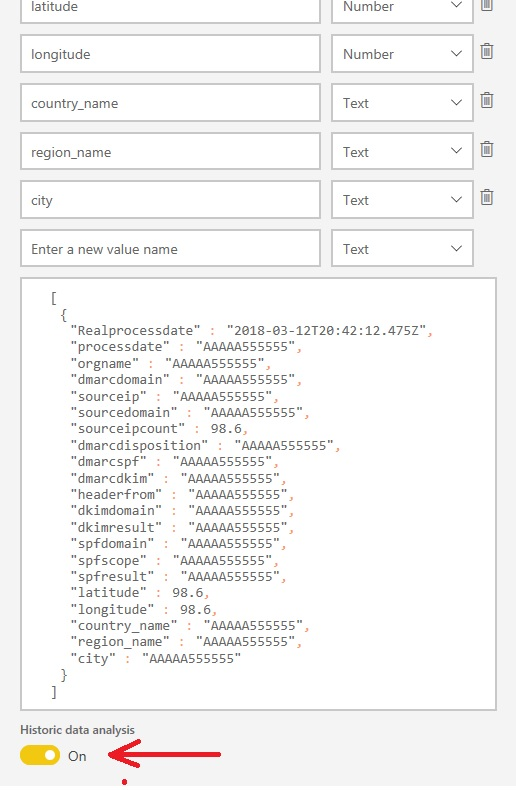 latitude Number
longitude Number
country_name Text
region_name Text
city Text
Enter a new value name Text
[
{
"Realprocessdate" : "2018-03-12T20:42:12.475Z",
"processdate" : "AAAAA555555",
"orgname" : "AAAAA555555",
"dmarcdomain" : "AAAAA555555",
"sourceip" : "AAAAA555555",
"sourcedomain" : "AAAAA555555",
"sourceipcount" : 98.6,
"dmarcdisposition" : "AAAAA555555",
"dmarcspf" : "AAAAA555555",
"dmarcdkim" : "AAAAA555555",
"headerfrom" : "AAAAA555555",
"dkimdomain" : "AAAAA555555",
"dkimresult" : "AAAAA555555",
"spfdomain" : "AAAAA555555",
"spfscope" : "AAAAA555555",
"spfresult" : "AAAAA555555",
"latitude" : 98.6,
"longitude" : 98.6,
"country_name" : "AAAAA555555",
"region_name" : "AAAAA555555",
"city" : "AAAAA555555"
}
]
Historic data analysis
On